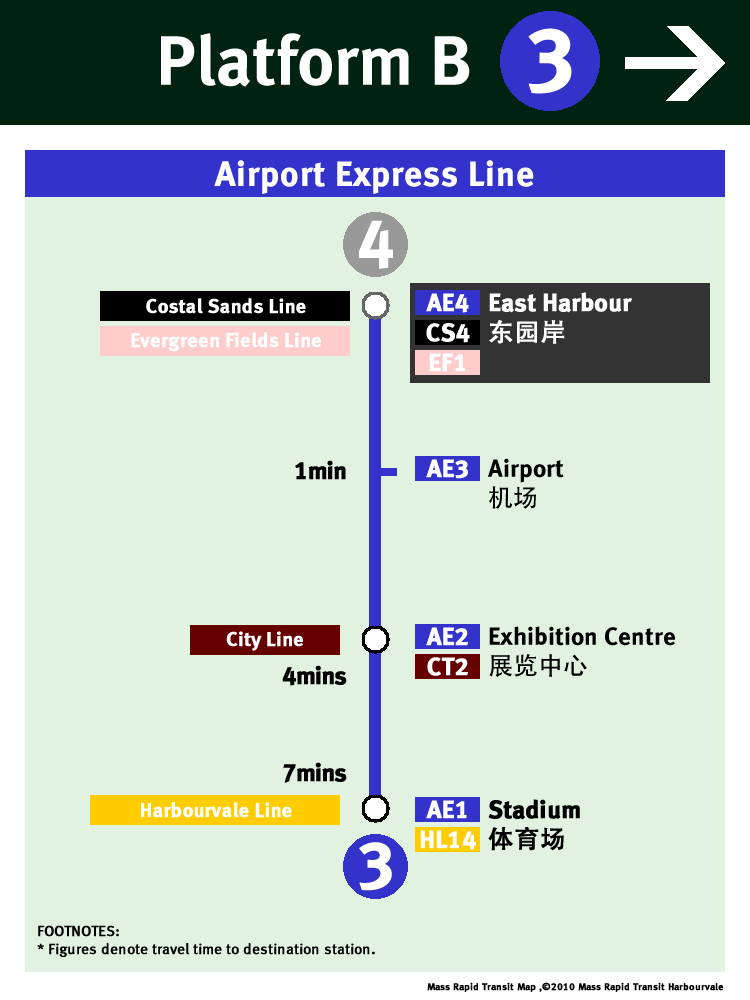 Platform B 3
Airport Express Line
4
Costal Sands Line
Evergreen Fields Line
AE4 East Harbour
CS4 东园岸
EF1
1min
AE3 Airport
机场
City Line
AE2 Exhibition Centre
CT2 展览中心
4mins
7mins
Harbourvale Line
AE1 Stadium
HL14 体育场
3
FOOTNOTES:
* Figures denote travel time to destination station.
Mass Rapid Transit Map ,©2010 Mass Rapid Transit Harbourvale